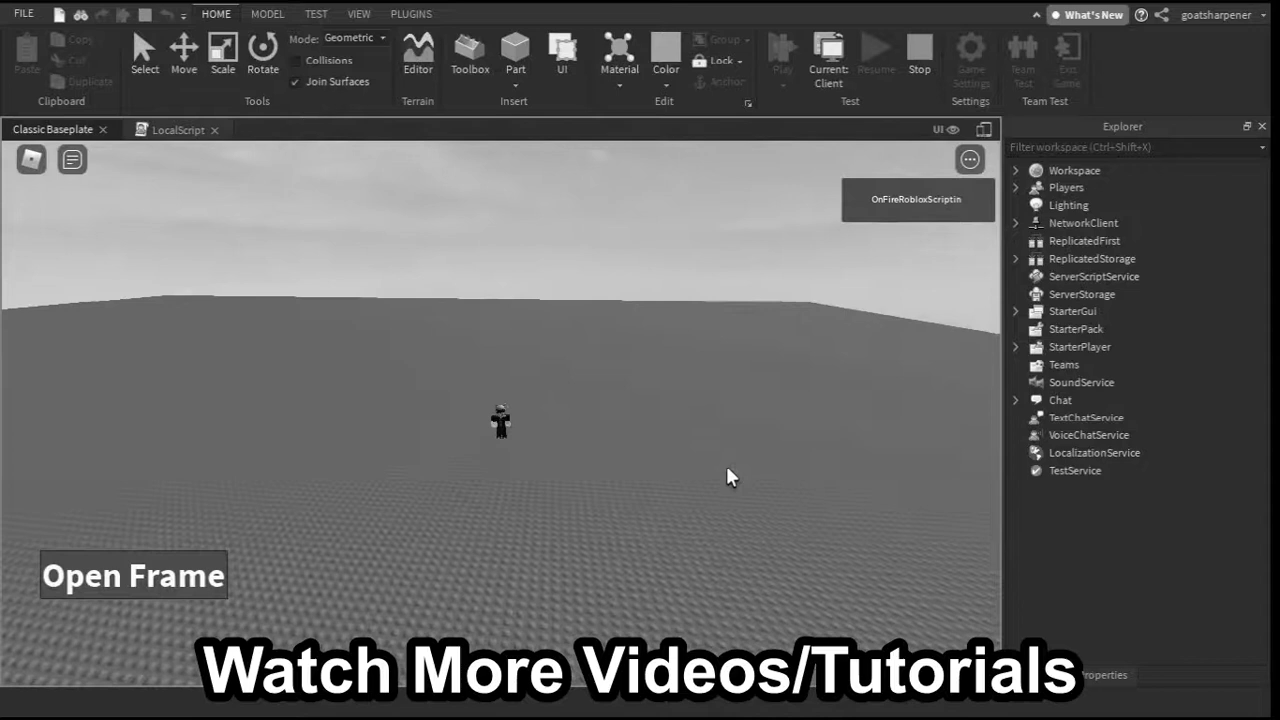 FILE HOME MODEL TEST VIEW PLUGINS What's New goatsharpener
Paste Copy Cut Duplicate Clipboard
Select Move Scale Rotate Mode: Geometric Collisions Join Surfaces Tools
Editor Terrain
Toolbox Part UI Insert
Material Color Group Lock Anchor Edit
Play Current: Client Resume Stop Test
Game Settings Settings
Team Test Exit Game Team Test
Classic Baseplate LocalScript UI
Explorer
Filter workspace (Ctrl+Shift+X)
OnFireRobloxScriptin
Workspace
Players
Lighting
NetworkClient
ReplicatedFirst
ReplicatedStorage
ServerScriptService
ServerStorage
StarterGui
StarterPack
StarterPlayer
Teams
SoundService
Chat
TextChatService
VoiceChatService
LocalizationService
TestService
Open Frame
Watch More Videos/Tutorials
Properties